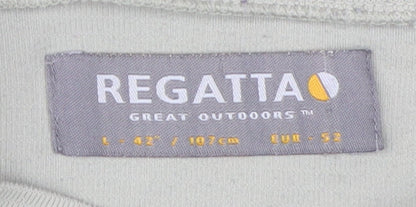 REGATTA
GREAT OUTDOORS™
L - 42" / 107cm EUR - 52